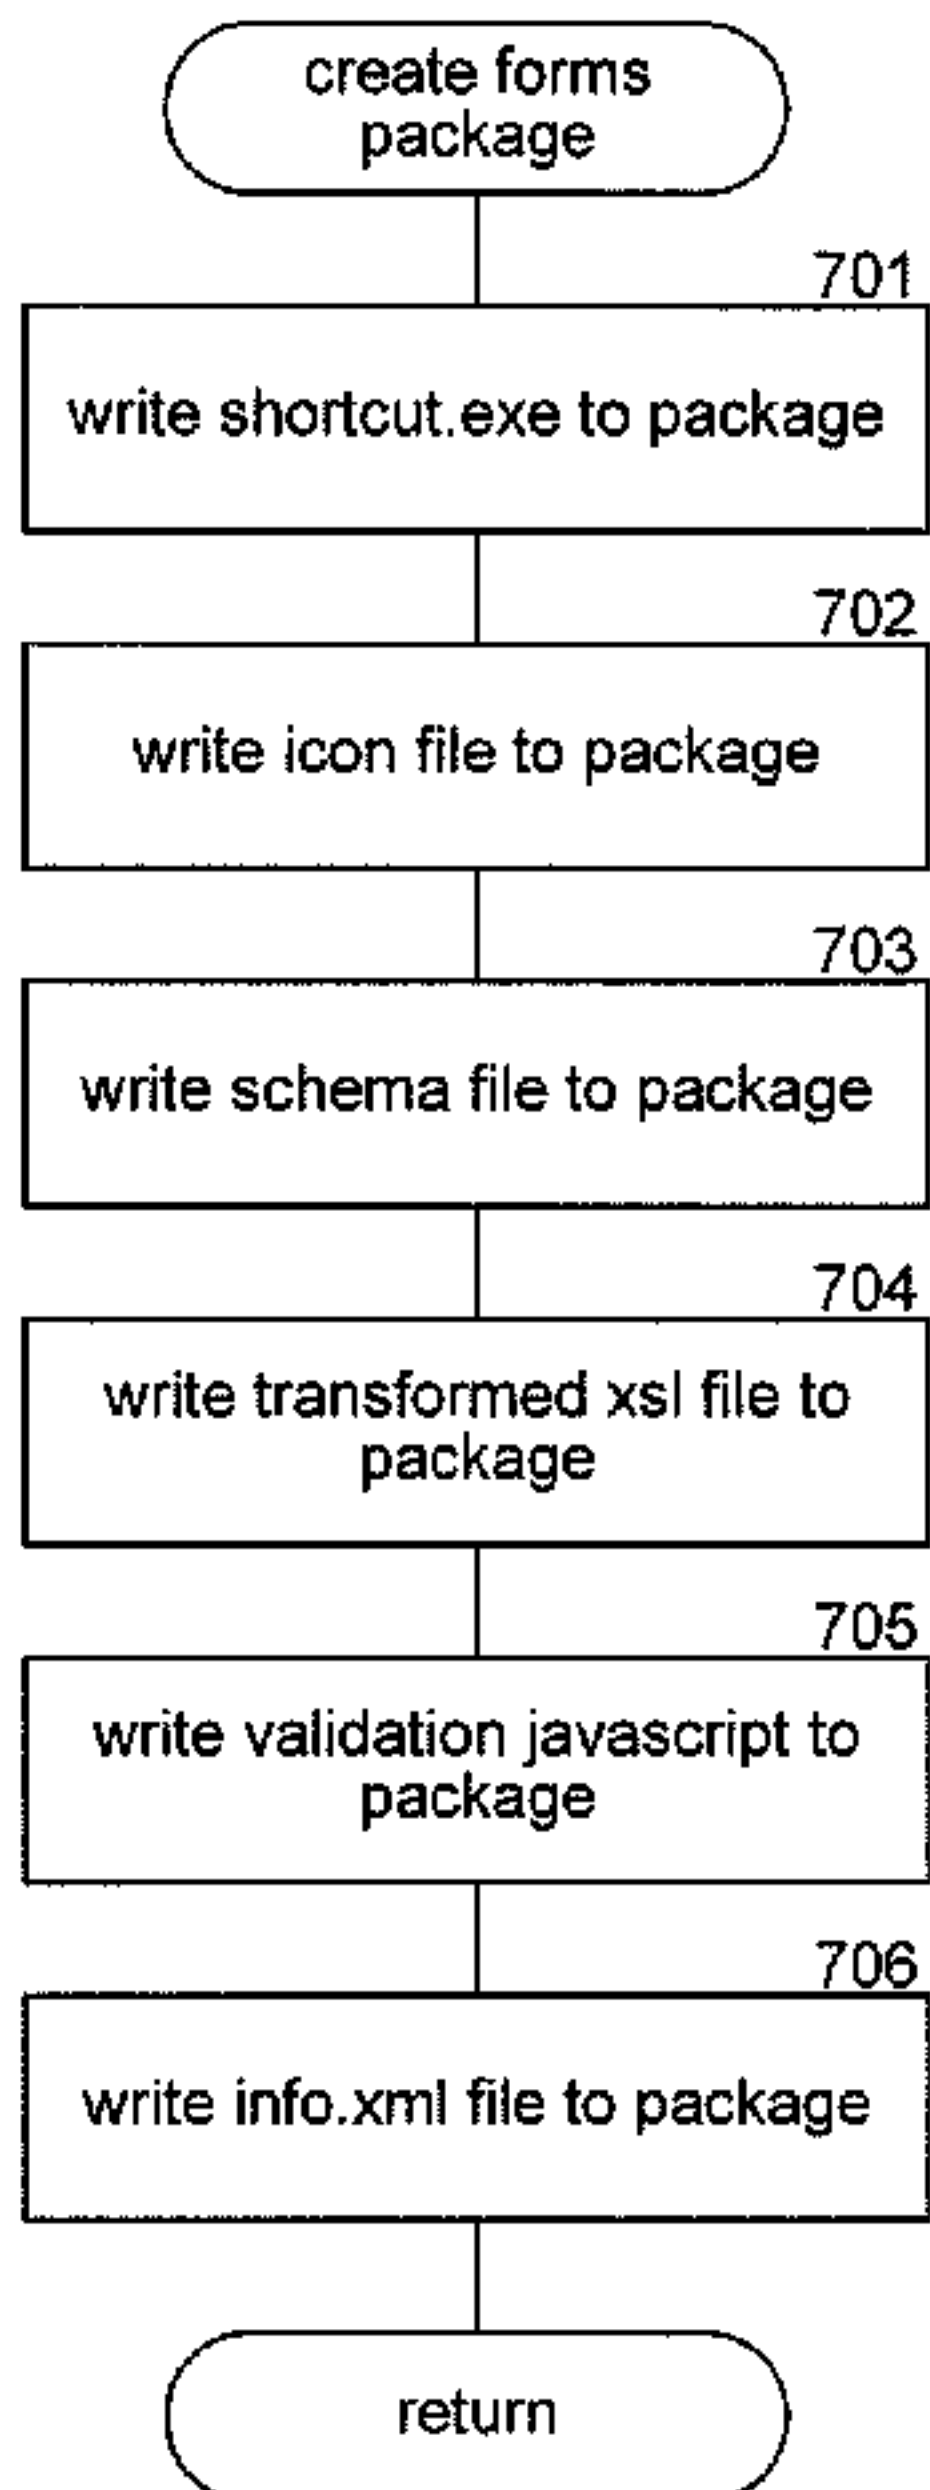 create forms
package
701
write shortcut.exe to package
702
write icon file to package
703
write schema file to package
704
write transformed xsl file to
package
705
write validation javascript to
package
706
write info.xml file to package
return